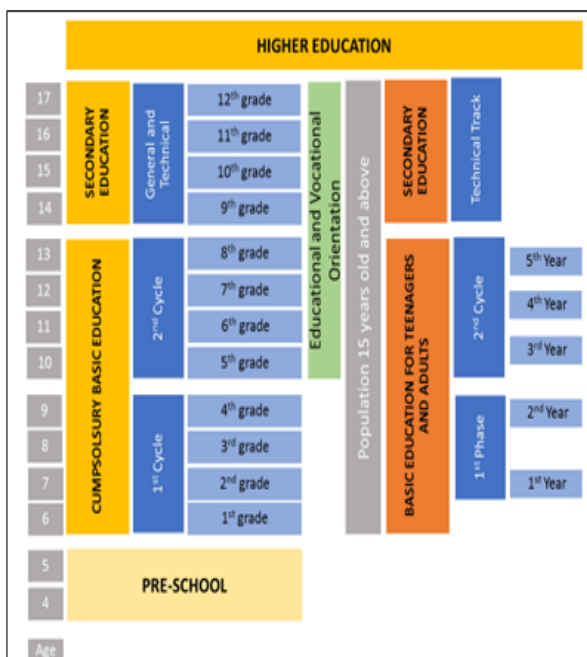 HIGHER EDUCATION
17
16
15
14
13
12
11
10
9
8
7
6
5
4
Age
SECONDARY
EDUCATION
CUMPSOLSURY BASIC EDUCATION
General and
Technical
2nd Cycle
1st Cycle
12th grade
11th grade
10th grade
9th grade
8th grade
7th grade
6th grade
5th grade
4th grade
3rd grade
2nd grade
1st grade
PRE-SCHOOL
Educational and Vocational
Orientation
Population 15 years old and above
SECONDARY
EDUCATION
BASIC EDUCATION FOR TEENAGERS
AND ADULTS
Technical Track
2nd Cycle
1st Phase
5th Year
4th Year
3rd Year
2nd Year
1st Year